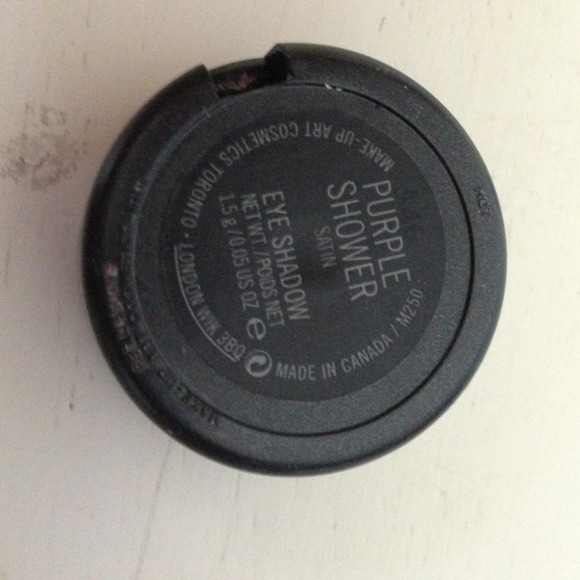 PURPLE
SHOWER
SATIN
EYE SHADOW
NET WT./POIDS NET
1.5 g/0.05 US OZ e
MAKE-UP ART COSMETICS TORONTO · LONDON W1K 3BQ
MADE IN CANADA / M250